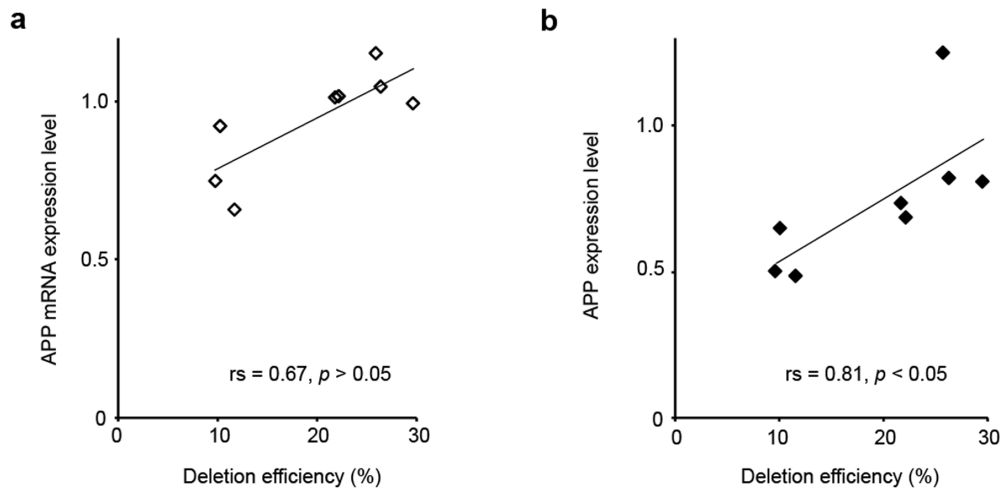 a
APP mRNA expression level
1.0
0.5
0
0
10
20
30
rs = 0.67, p > 0.05
Deletion efficiency (%)
b
APP expression level
1.0
0.5
0
0
10
20
30
rs = 0.81, p < 0.05
Deletion efficiency (%)